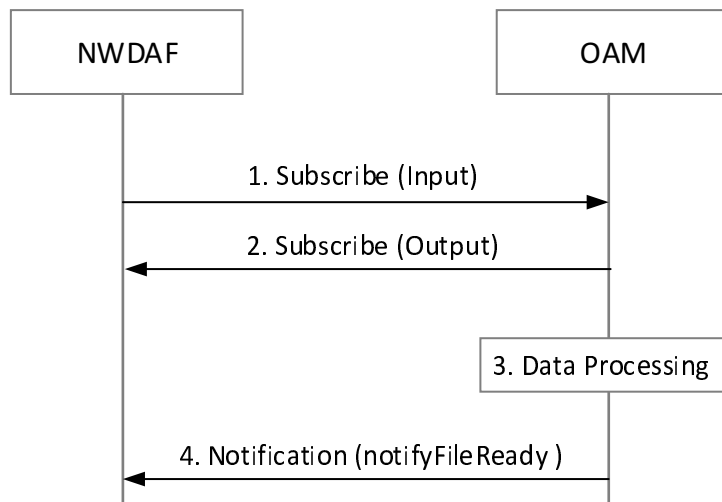 NWDAF
OAM
1. Subscribe (Input)
2. Subscribe (Output)
3. Data Processing
4. Notification (notifyFileReady )